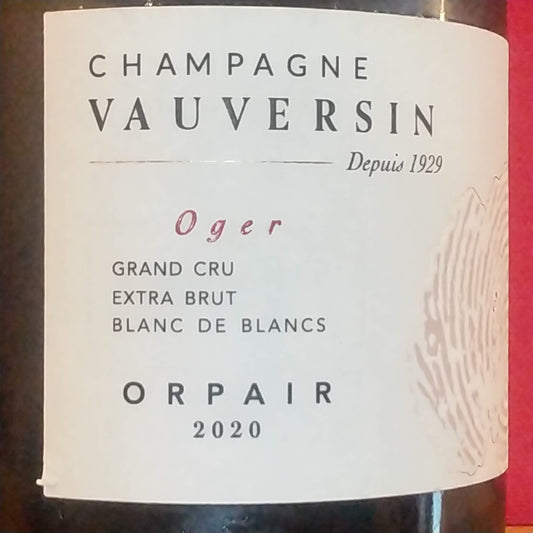 CHAMPAGNE
VAUVERSIN
Depuis 1929
Oger
GRAND CRU
EXTRA BRUT
BLANC DE BLANCS
ORPAIR
2020